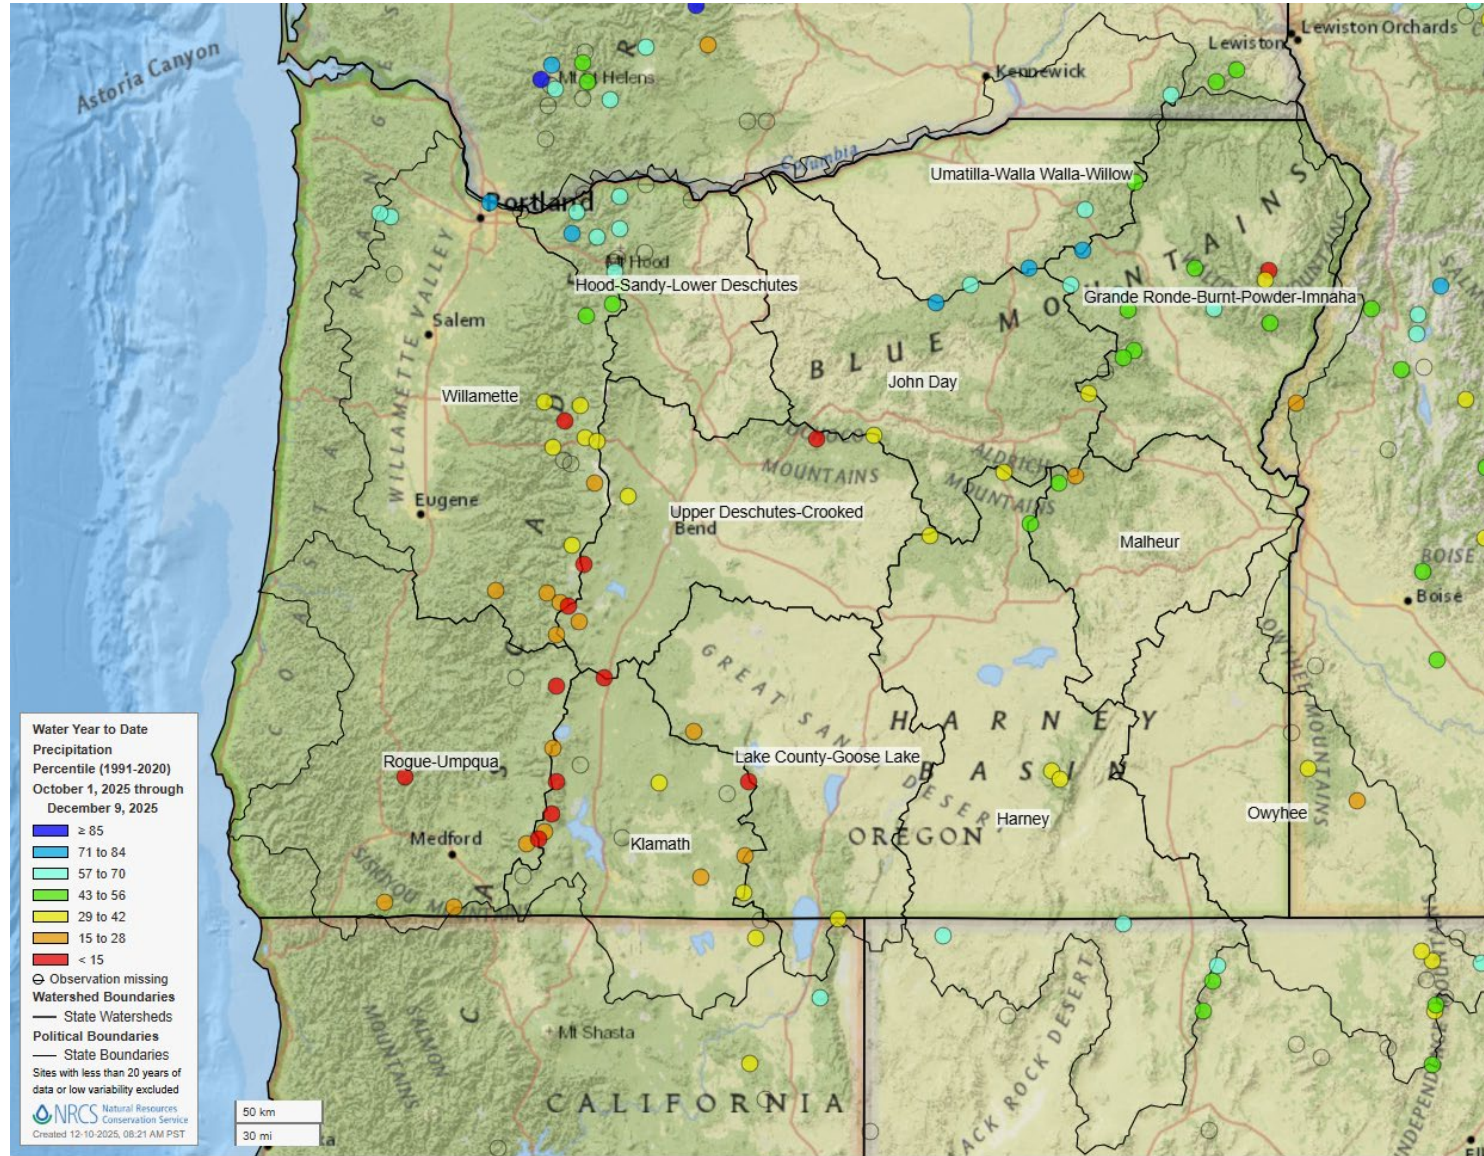 Astoria Canyon
Lewiston Orchards
Lewiston
Kennewick
Mt St Helens
Columbia
Umatilla-Walla Walla-Willow
Portland
Mt Hood
Hood-Sandy-Lower Deschutes
Grande Ronde-Burnt-Powder-Imnaha
WILLAMETTE VALLEY
Salem
BLUE MOUNTAINS
John Day
Willamette
OCHOCO
MOUNTAINS
ALDRICH
MOUNTAINS
Eugene
Upper Deschutes-Crooked
Bend
Malheur
BOISE
Boise
COAST RANGES
CASCADE
GREAT SANDY DESERT
HARNEY
BASIN
OWYHEE MOUNTAINS
Lake County-Goose Lake
Rogue-Umpqua
Harney
Owyhee
OREGON
Klamath
Medford
SISKIYOU MOUNTAINS
SALMON
MOUNTAINS
Mt Shasta
CALIFORNIA
BLACK ROCK DESERT
INDEPENDENCE MOUNTAINS
Water Year to Date
Precipitation
Percentile (1991-2020)
October 1, 2025 through
December 9, 2025
≥ 85
71 to 84
57 to 70
43 to 56
29 to 42
15 to 28
< 15
Observation missing
Watershed Boundaries
State Watersheds
Political Boundaries
State Boundaries
Sites with less than 20 years of
data or low variability excluded
NRCS Natural Resources
Conservation Service
Created 12-10-2025, 08:21 AM PST
50 km
30 mi